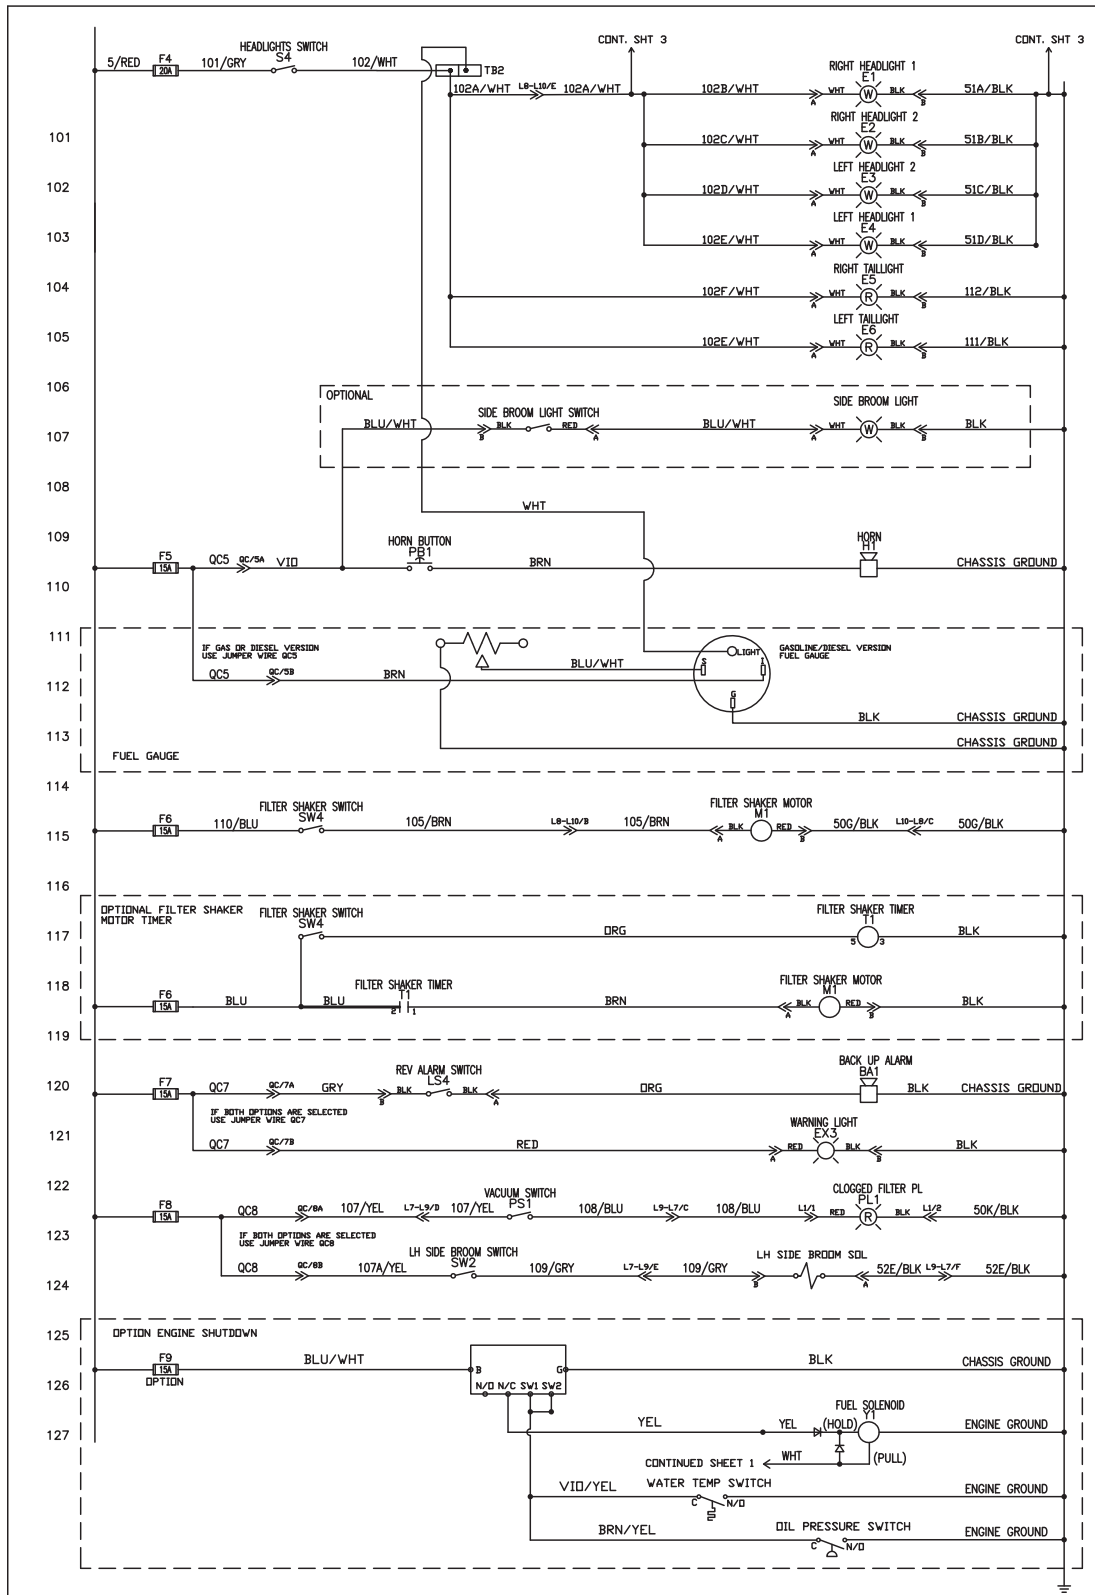 CONT. SHT 3 CONT. SHT 3
HEADLIGHTS SWITCH
5/RED F4 20A 101/GRY S4 102/WHT TB2
RIGHT HEADLIGHT 1
E1
102A/WHT L8-L10/E 102A/WHT 102B/WHT A WHT W BLK B 51A/BLK
RIGHT HEADLIGHT 2
E2
101
102C/WHT A WHT W BLK B 51B/BLK
LEFT HEADLIGHT 2
E3
102
102D/WHT A WHT W BLK B 51C/BLK
LEFT HEADLIGHT 1
E4
103
102E/WHT A WHT W BLK B 51D/BLK
RIGHT TAILLIGHT
E5
104
102F/WHT A WHT R BLK B 112/BLK
LEFT TAILLIGHT
E6
105
102E/WHT A WHT R BLK B 111/BLK
106
OPTIONAL
SIDE BROOM LIGHT SWITCH SIDE BROOM LIGHT
107
BLU/WHT B BLK RED A BLU/WHT A WHT W BLK B BLK
108
WHT
109
HORN BUTTON HORN
F5 15A QC5 QC/5A VIO PB1 BRN H1 CHASSIS GROUND
110
111
IF GAS OR DIESEL VERSION
USE JUMPER WIRE QC5
LIGHT
GASOLINE/DIESEL VERSION
FUEL GAUGE
BLU/WHT S I
112
QC5 QC/5B BRN
G
BLK CHASSIS GROUND
113
CHASSIS GROUND
FUEL GAUGE
114
FILTER SHAKER SWITCH FILTER SHAKER MOTOR
115
F6 15A 110/BLU SW4 105/BRN L8-L10/B 105/BRN A BLK M1 RED B 50G/BLK L10-L8/C 50G/BLK
116
OPTIONAL FILTER SHAKER
MOTOR TIMER
FILTER SHAKER SWITCH FILTER SHAKER TIMER
117
SW4 ORG 5 T1 3 BLK
118
FILTER SHAKER TIMER FILTER SHAKER MOTOR
F6 15A BLU BLU 2 T1 1 BRN A BLK M1 RED B BLK
119
REV ALARM SWITCH BACK UP ALARM
120
F7 15A QC7 QC/7A GRY B BLK LS4 BLK A ORG BA1 BLK CHASSIS GROUND
IF BOTH OPTIONS ARE SELECTED
USE JUMPER WIRE QC7
WARNING LIGHT
EX3
121
QC7 QC/7B RED A RED BLK B BLK
122
VACUUM SWITCH CLOGGED FILTER PL
F8 15A QC8 QC/8A 107/YEL L7-L9/D 107/YEL PS1 108/BLU L9-L7/C 108/BLU L1/1 RED PL1 R BLK L1/2 50K/BLK
123
IF BOTH OPTIONS ARE SELECTED
USE JUMPER WIRE QC8
LH SIDE BROOM SWITCH LH SIDE BROOM SOL
QC8 QC/8B 107A/YEL SW2 109/GRY L7-L9/E 109/GRY B A 52E/BLK L9-L7/F 52E/BLK
124
125
OPTION ENGINE SHUTDOWN
F9 15A BLU/WHT B G BLK CHASSIS GROUND
OPTION
126
N/O N/C SW1 SW2
FUEL SOLENOID
Y1
127
YEL YEL (HOLD) ENGINE GROUND
CONTINUED SHEET 1 WHT (PULL)
WATER TEMP SWITCH
VIO/YEL C N/O ENGINE GROUND
OIL PRESSURE SWITCH
BRN/YEL C N/O ENGINE GROUND